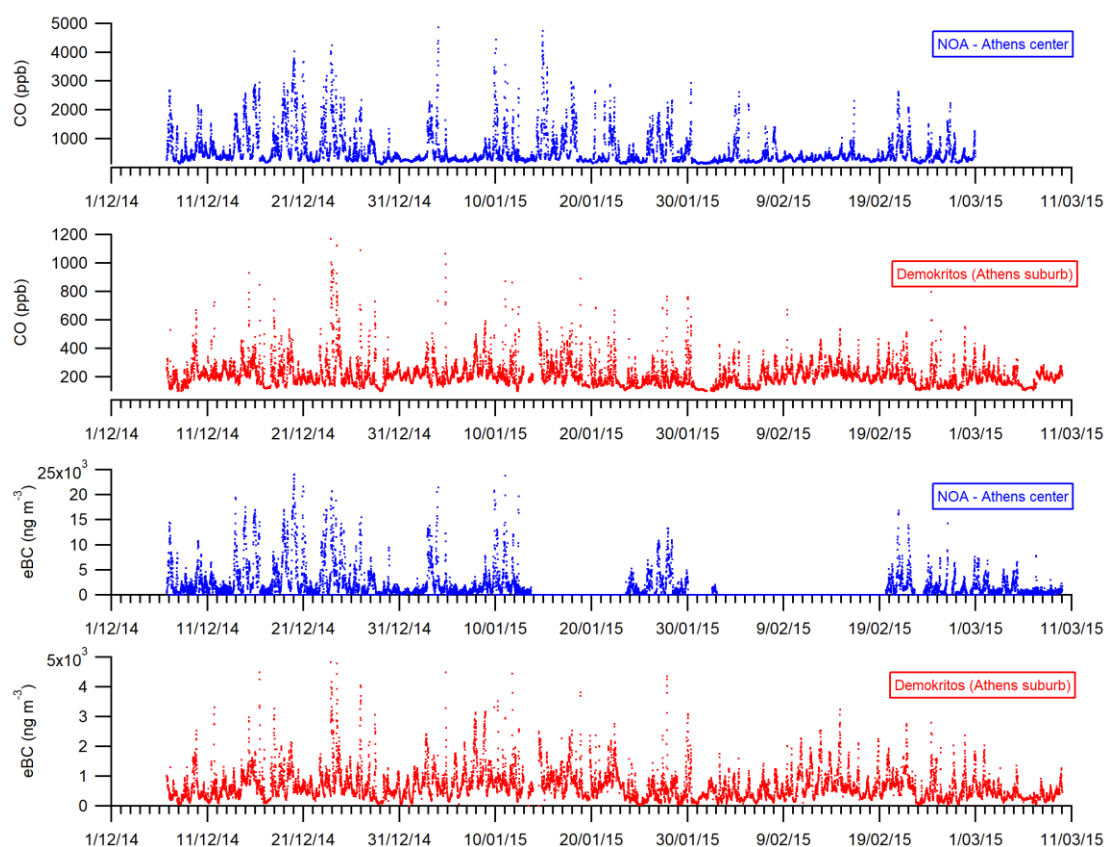 5000
4000
3000
2000
1000
CO (ppb)
NOA - Athens center
1/12/14 11/12/14 21/12/14 31/12/14 10/01/15 20/01/15 30/01/15 9/02/15 19/02/15 1/03/15 11/03/15
1200
1000
800
600
400
200
CO (ppb)
Demokritos (Athens suburb)
1/12/14 11/12/14 21/12/14 31/12/14 10/01/15 20/01/15 30/01/15 9/02/15 19/02/15 1/03/15 11/03/15
25x10³
20
15
10
5
0
eBC (ng m⁻³)
NOA - Athens center
1/12/14 11/12/14 21/12/14 31/12/14 10/01/15 20/01/15 30/01/15 9/02/15 19/02/15 1/03/15 11/03/15
5x10³
4
3
2
1
0
eBC (ng m⁻³)
Demokritos (Athens suburb)
1/12/14 11/12/14 21/12/14 31/12/14 10/01/15 20/01/15 30/01/15 9/02/15 19/02/15 1/03/15 11/03/15